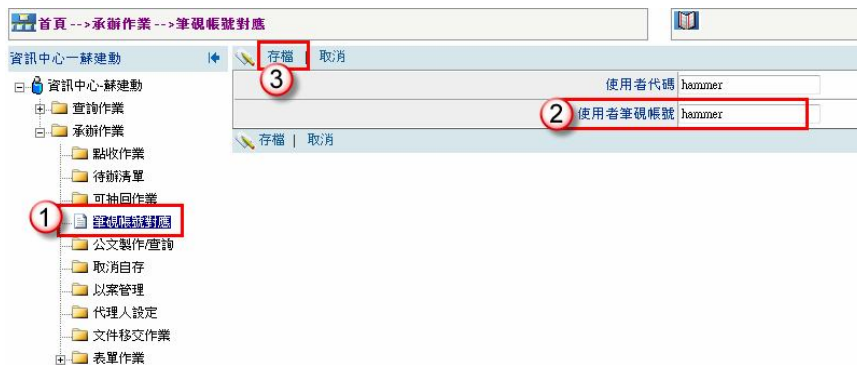 首頁-->承辦作業-->筆硯帳號對應
資訊中心—蘇建動
存檔 | 取消
3
資訊中心-蘇建動
使用者代碼 hammer
查詢作業
2
使用者筆硯帳號 hammer
承辦作業
存檔 | 取消
點收作業
待辦清單
可抽回作業
1
筆硯帳號對應
公文製作/查詢
取消自存
以案管理
代理人設定
文件移交作業
表單作業